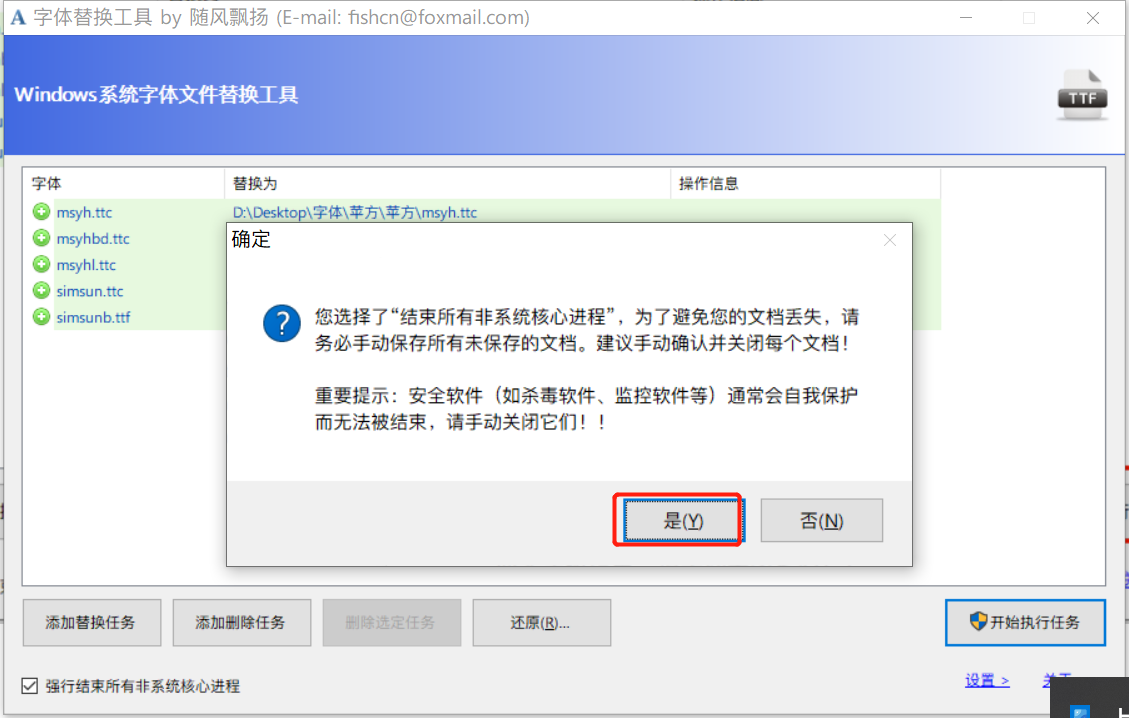 字体替换工具 by 随风飘扬 (E-mail: fishcn@foxmail.com)
Windows系统字体文件替换工具
TTF
字体 替换为 操作信息
msyh.ttc D:\Desktop\字体\苹方\苹方\msyh.ttc
msyhbd.ttc
msyhl.ttc
simsun.ttc
simsunb.ttf
确定
您选择了“结束所有非系统核心进程”，为了避免您的文档丢失，请
务必手动保存所有未保存的文档。建议手动确认并关闭每个文档！
重要提示：安全软件（如杀毒软件、监控软件等）通常会自我保护
而无法被结束，请手动关闭它们！！
是(Y) 否(N)
添加替换任务 添加删除任务 删除选定任务 还原(R)... 开始执行任务
强行结束所有非系统核心进程 设置 >